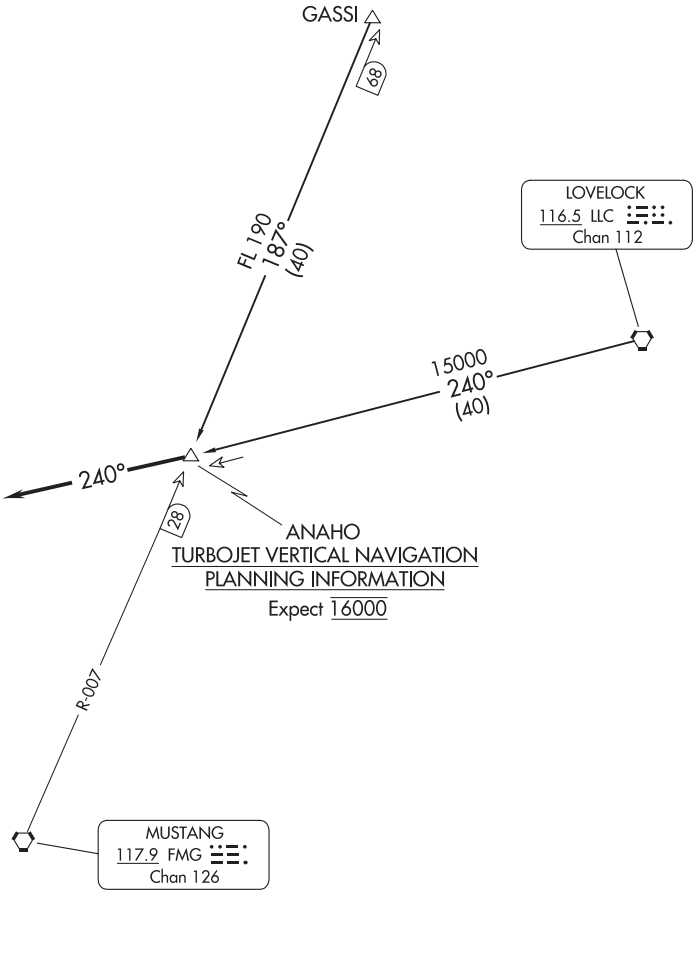 GASSI
68
FL 190
187°
(40)
LOVELOCK
116.5 LLC
Chan 112
15000
240°
(40)
240°
28
ANAHO
TURBOJET VERTICAL NAVIGATION
PLANNING INFORMATION
Expect 16000
R-007
MUSTANG
117.9 FMG
Chan 126